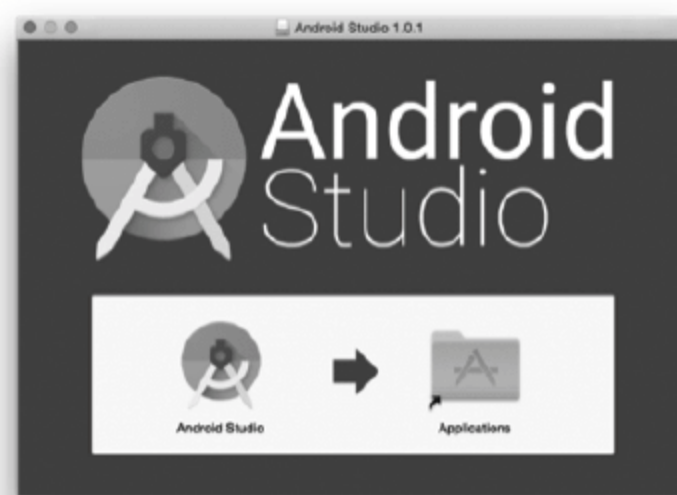 Android Studio 1.0.1
Android
Studio
Android Studio
Applications